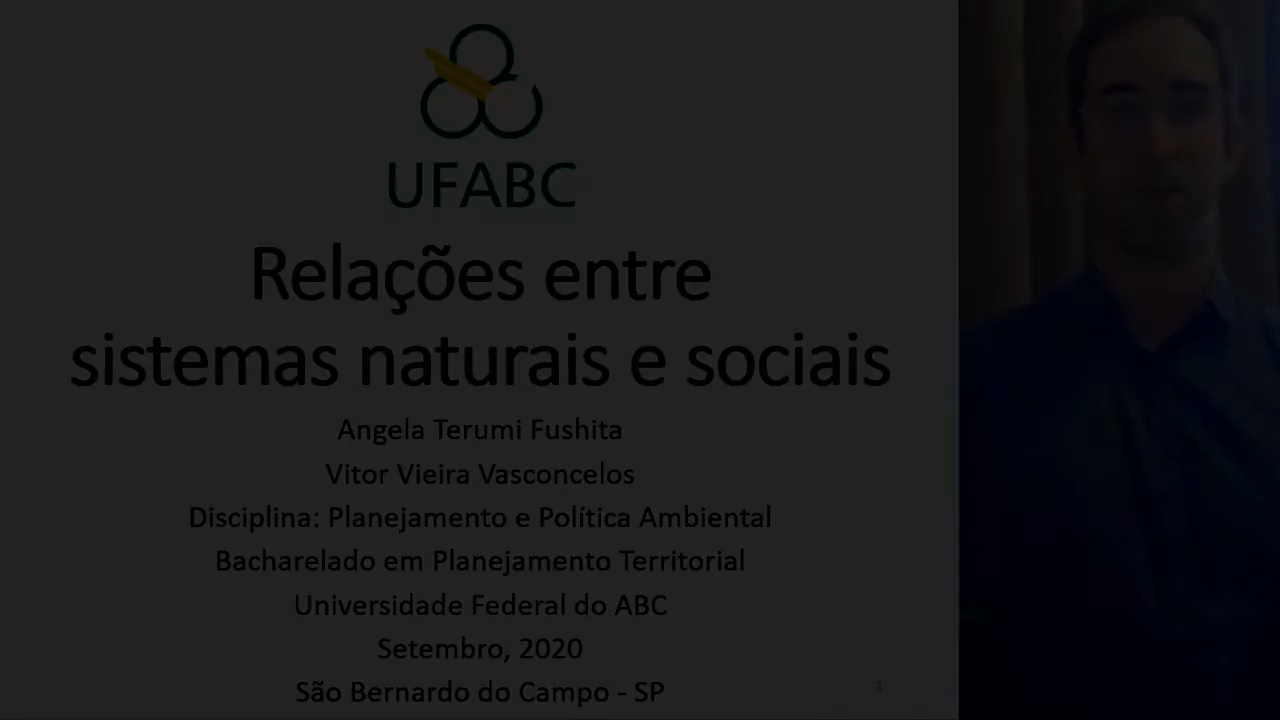 UFABC
Relações entre
sistemas naturais e sociais
Angela Terumi Fushita
Vitor Vieira Vasconcelos
Disciplina: Planejamento e Política Ambiental
Bacharelado em Planejamento Territorial
Universidade Federal do ABC
Setembro, 2020
São Bernardo do Campo - SP
1